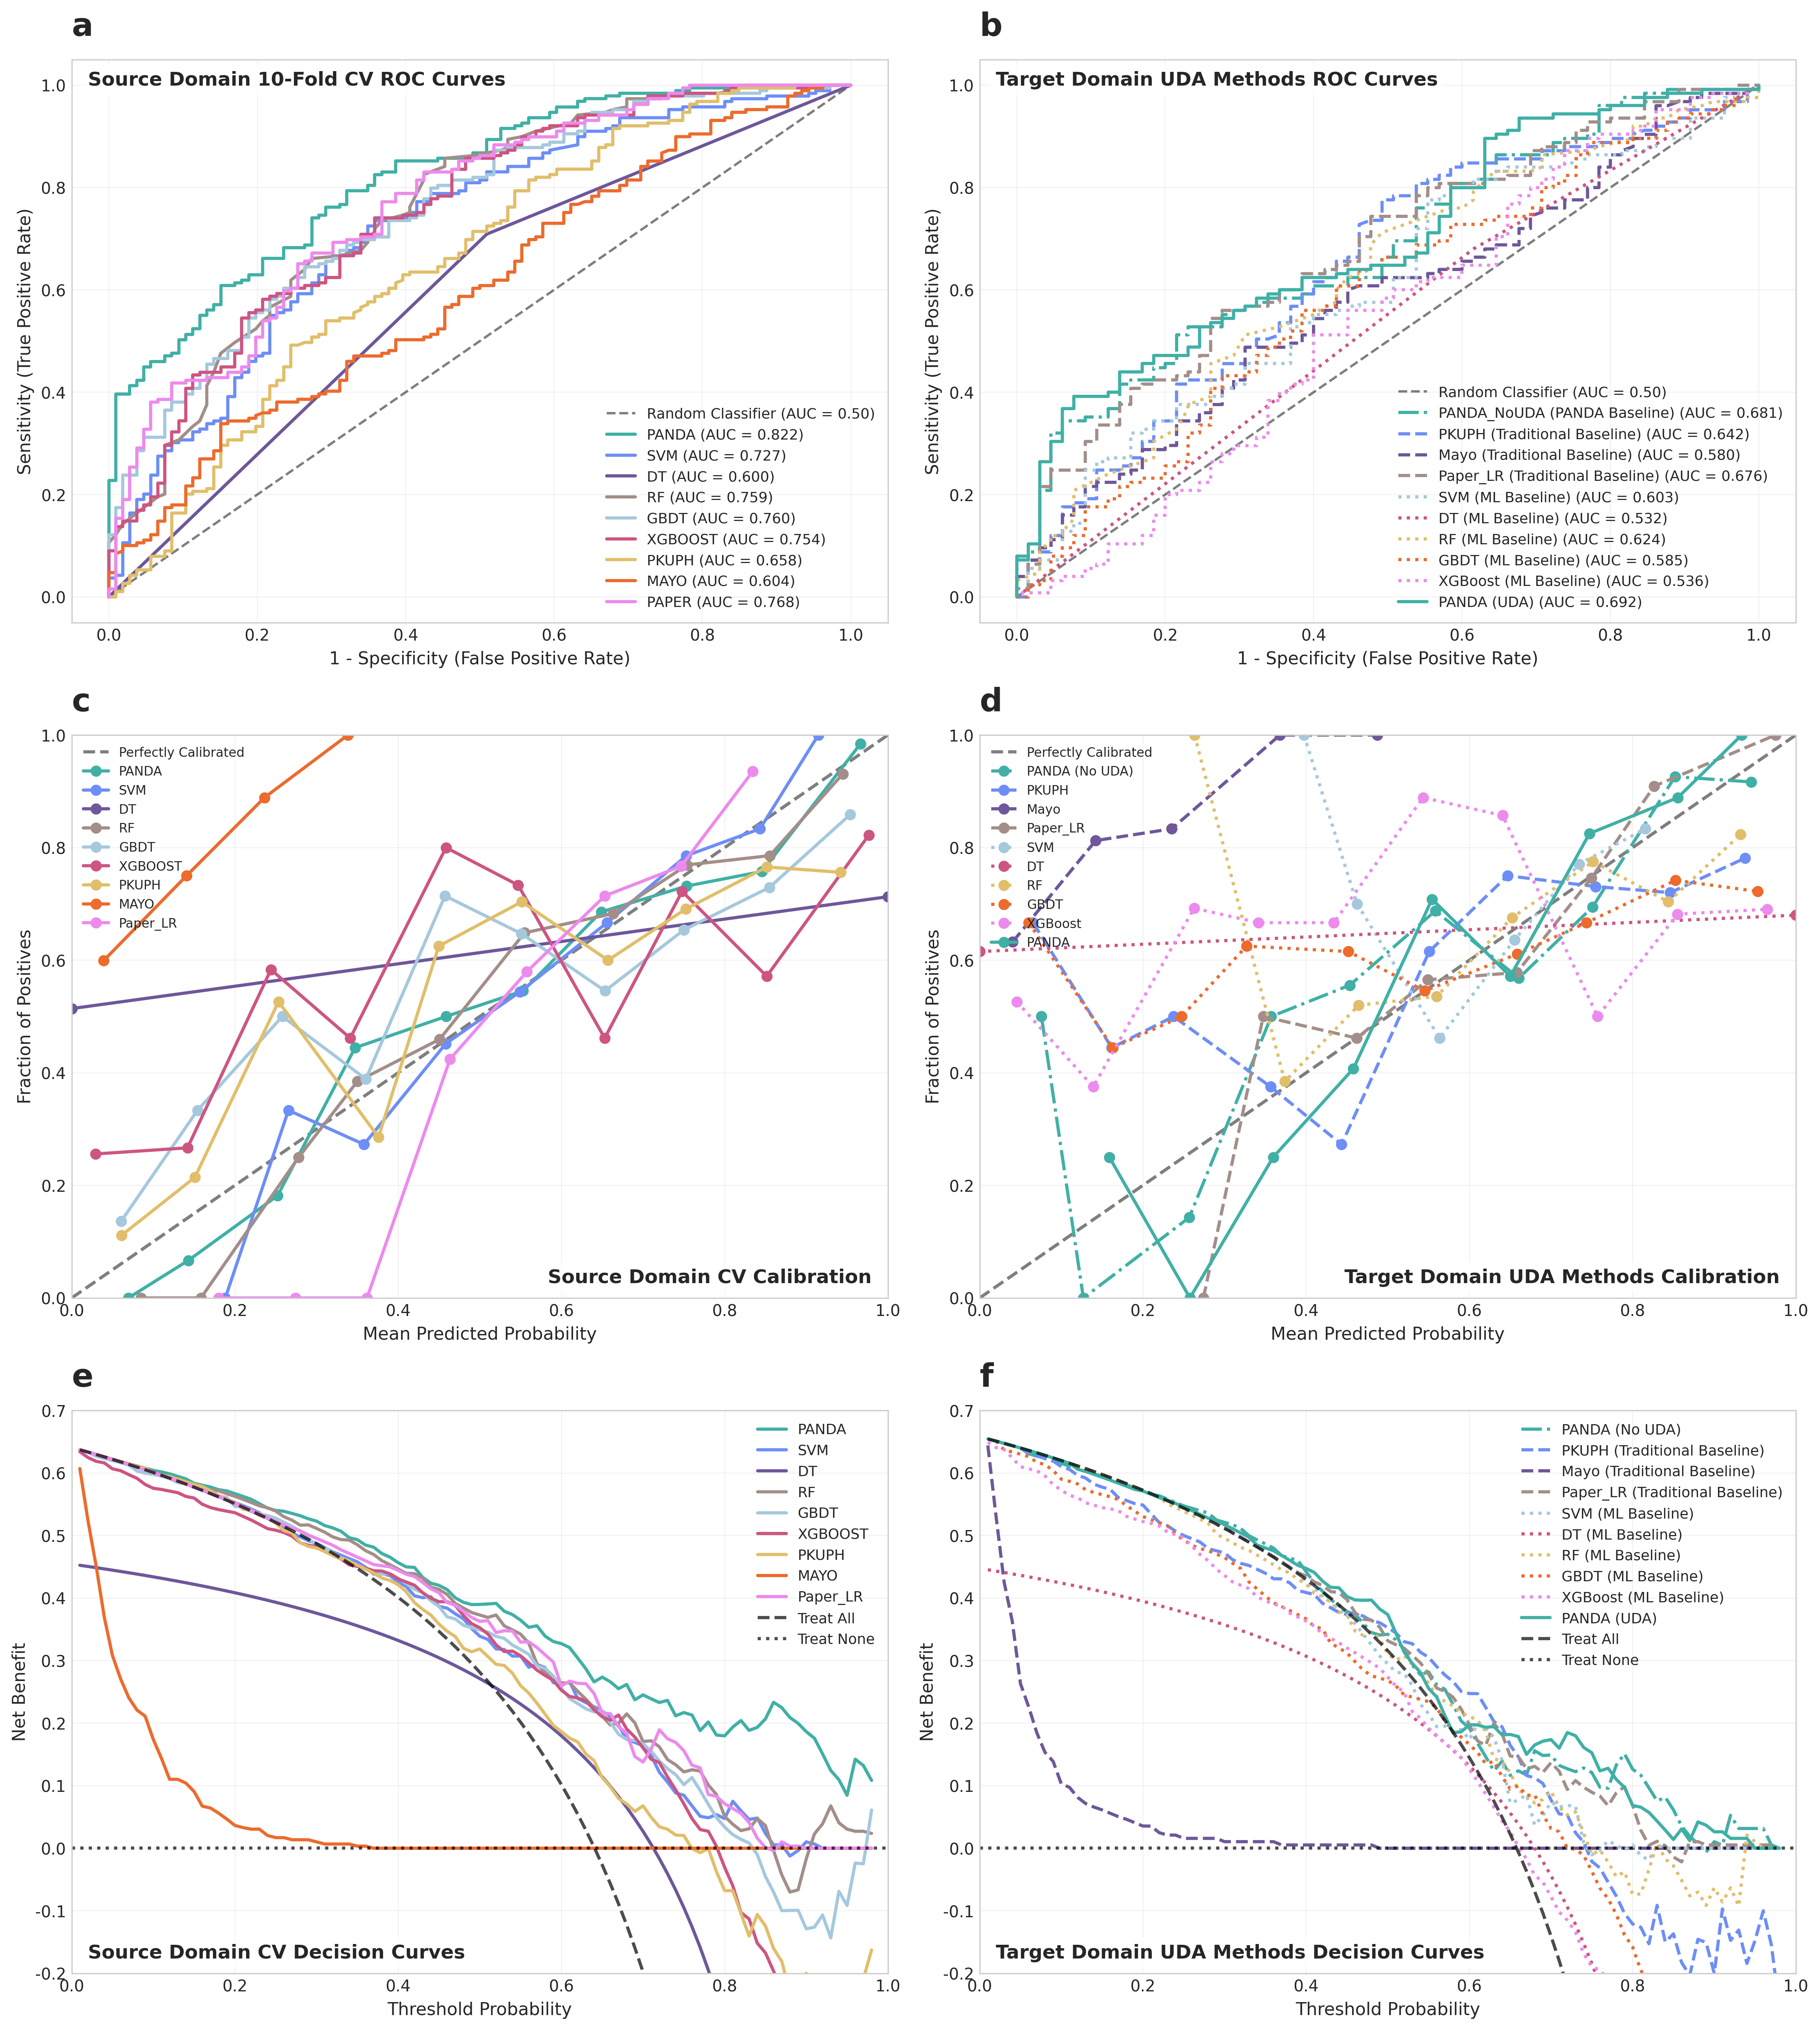 a
Source Domain 10-Fold CV ROC Curves
Sensitivity (True Positive Rate)
1.0
0.8
0.6
0.4
0.2
0.0
Random Classifier (AUC = 0.50)
PANDA (AUC = 0.822)
SVM (AUC = 0.727)
DT (AUC = 0.600)
RF (AUC = 0.759)
GBDT (AUC = 0.760)
XGBOOST (AUC = 0.754)
PKUPH (AUC = 0.658)
MAYO (AUC = 0.604)
PAPER (AUC = 0.768)
0.0 0.2 0.4 0.6 0.8 1.0
1 - Specificity (False Positive Rate)
b
Target Domain UDA Methods ROC Curves
Sensitivity (True Positive Rate)
1.0
0.8
0.6
0.4
0.2
0.0
Random Classifier (AUC = 0.50)
PANDA_NoUDA (PANDA Baseline) (AUC = 0.681)
PKUPH (Traditional Baseline) (AUC = 0.642)
Mayo (Traditional Baseline) (AUC = 0.580)
Paper_LR (Traditional Baseline) (AUC = 0.676)
SVM (ML Baseline) (AUC = 0.603)
DT (ML Baseline) (AUC = 0.532)
RF (ML Baseline) (AUC = 0.624)
GBDT (ML Baseline) (AUC = 0.585)
XGBoost (ML Baseline) (AUC = 0.536)
PANDA (UDA) (AUC = 0.692)
0.0 0.2 0.4 0.6 0.8 1.0
1 - Specificity (False Positive Rate)
c
Fraction of Positives
1.0
0.8
0.6
0.4
0.2
0.0
Perfectly Calibrated
PANDA
SVM
DT
RF
GBDT
XGBOOST
PKUPH
MAYO
Paper_LR
Source Domain CV Calibration
0.2 0.4 0.6 0.8 1.0
Mean Predicted Probability
d
Fraction of Positives
1.0
0.8
0.6
0.4
0.2
0.0
Perfectly Calibrated
PANDA (No UDA)
PKUPH
Mayo
Paper_LR
SVM
DT
RF
GBDT
XGBoost
PANDA
Target Domain UDA Methods Calibration
0.0 0.2 0.4 0.6 0.8 1.0
Mean Predicted Probability
e
Net Benefit
0.7
0.6
0.5
0.4
0.3
0.2
0.1
0.0
-0.1
-0.2
PANDA
SVM
DT
RF
GBDT
XGBOOST
PKUPH
MAYO
Paper_LR
Treat All
Treat None
Source Domain CV Decision Curves
0.0 0.2 0.4 0.6 0.8 1.0
Threshold Probability
f
Net Benefit
0.7
0.6
0.5
0.4
0.3
0.2
0.1
0.0
-0.1
-0.2
PANDA (No UDA)
PKUPH (Traditional Baseline)
Mayo (Traditional Baseline)
Paper_LR (Traditional Baseline)
SVM (ML Baseline)
DT (ML Baseline)
RF (ML Baseline)
GBDT (ML Baseline)
XGBoost (ML Baseline)
PANDA (UDA)
Treat All
Treat None
Target Domain UDA Methods Decision Curves
0.0 0.2 0.4 0.6 0.8 1.0
Threshold Probability